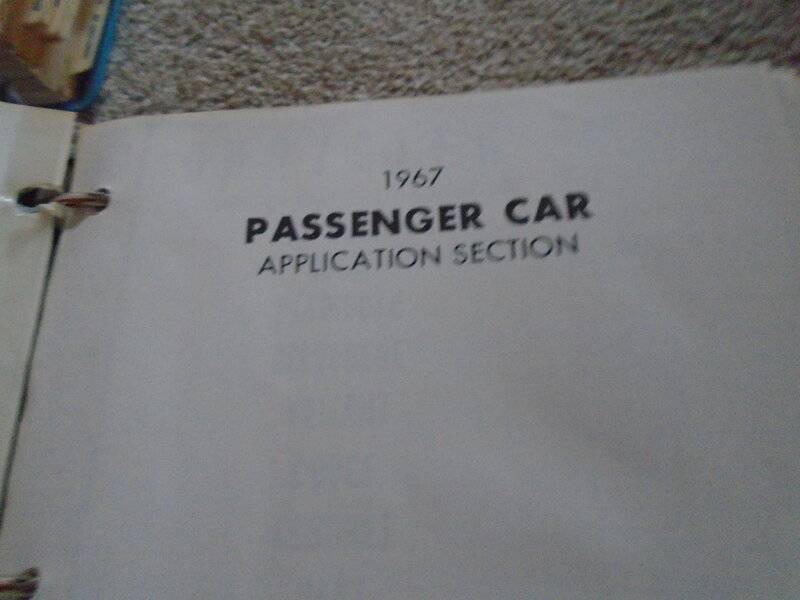 1967
PASSENGER CAR
APPLICATION SECTION